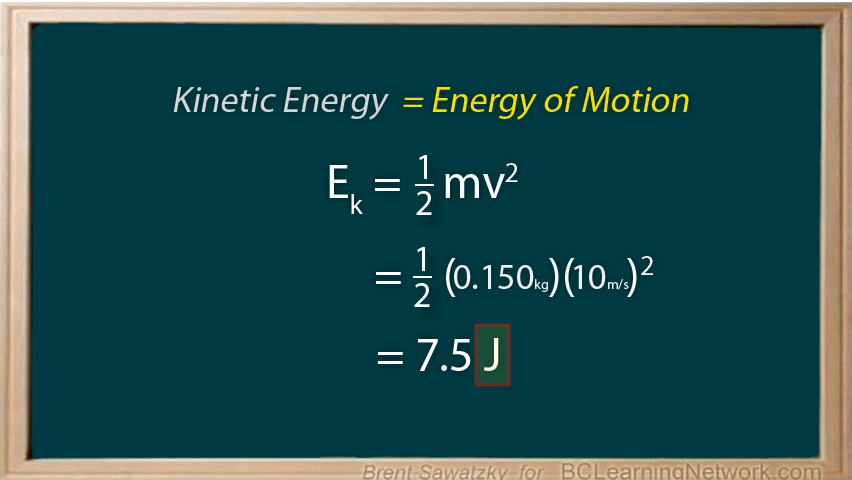 Kinetic Energy = Energy of Motion
Eₖ = ½ mv²
= ½ (0.150kg)(10m/s)²
= 7.5 J
Brent Sawatzky for BCLearningNetwork.com